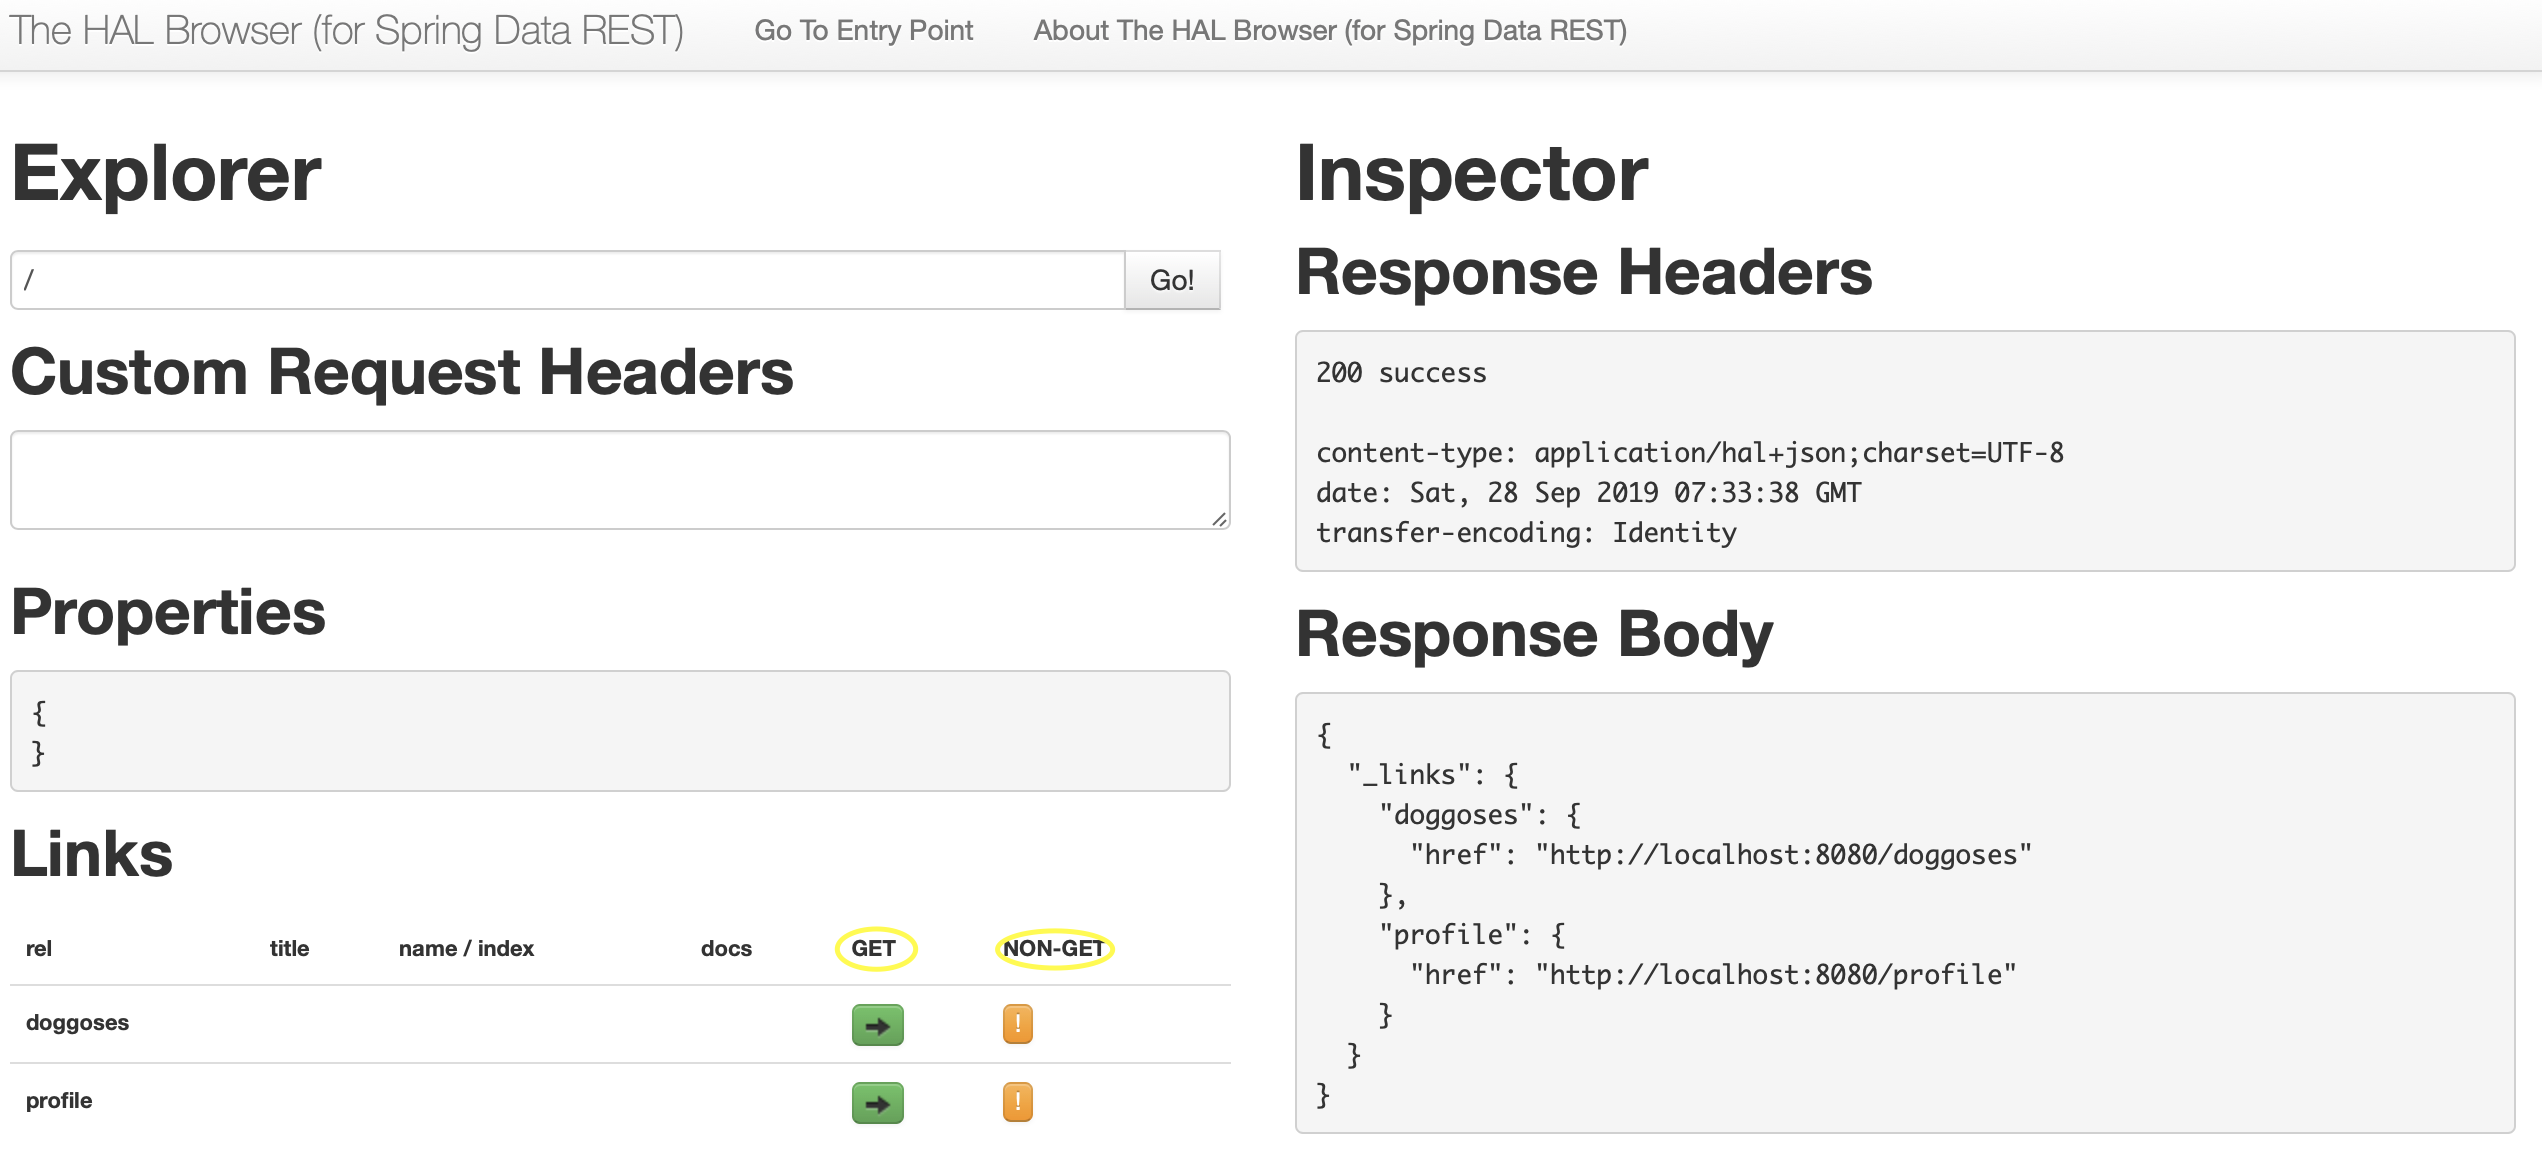 The HAL Browser (for Spring Data REST) Go To Entry Point About The HAL Browser (for Spring Data REST)
Explorer
/ Go!
Custom Request Headers
Properties
{
}
Links
rel title name / index docs GET NON-GET
doggoses !
profile !
Inspector
Response Headers
200 success
content-type: application/hal+json;charset=UTF-8
date: Sat, 28 Sep 2019 07:33:38 GMT
transfer-encoding: Identity
Response Body
{
  "_links": {
    "doggoses": {
      "href": "http://localhost:8080/doggoses"
    },
    "profile": {
      "href": "http://localhost:8080/profile"
    }
  }
}